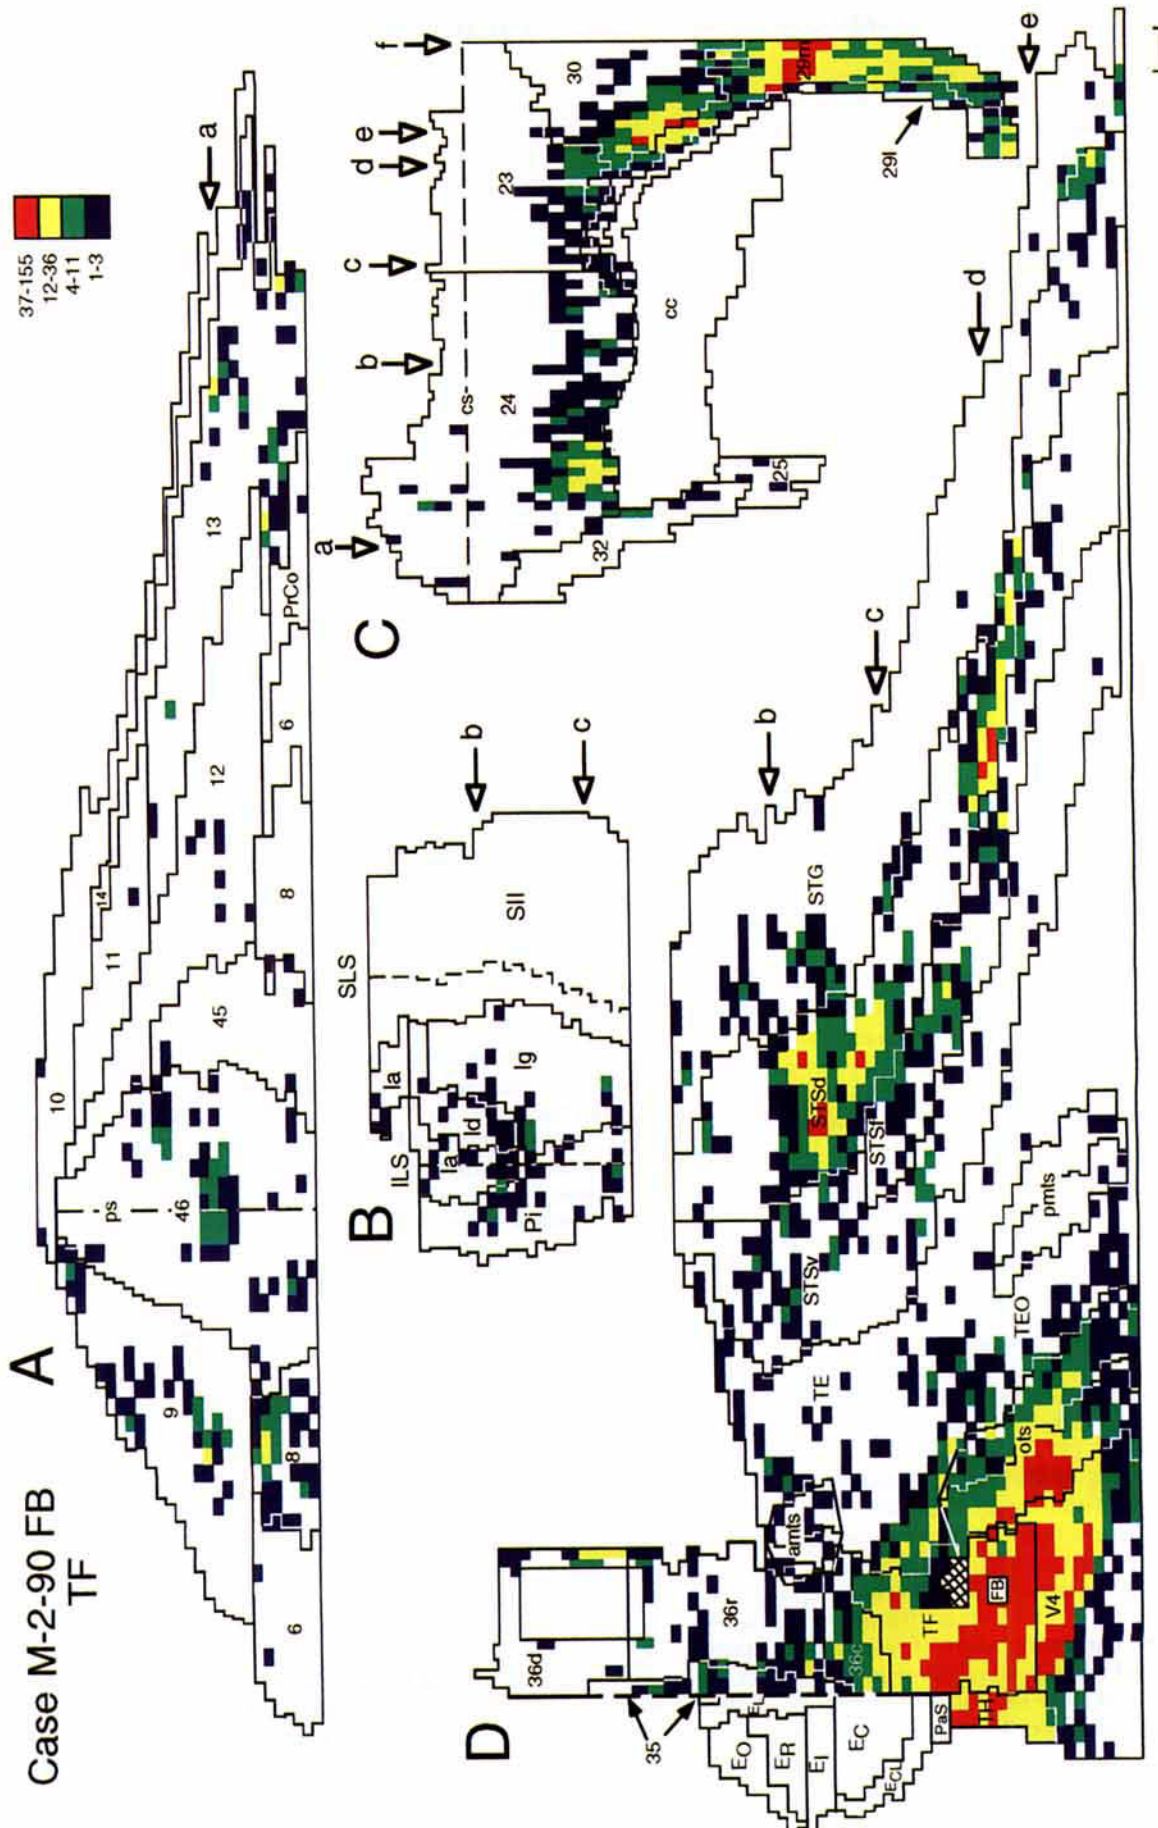 Case M-2-90 FB
TF
A
37-155
12-36
4-11
1-3
a
10
14
11
13
12
ps
46
45
9
8
8
6
6
PrCo
B
SLS
ILS
Ia
Ia
Id
Ig
Pi
SII
b
c
C
a
b
c
d
e
f
cs
24
23
30
32
25
cc
29m
29l
D
b
c
d
e
36d
36r
36c
35
amts
TE
STSv
STSd
STSf
STG
TEO
pmts
ots
TF
FB
V4
TH
PaS
EO
ER
EL
EI
EC
ECL